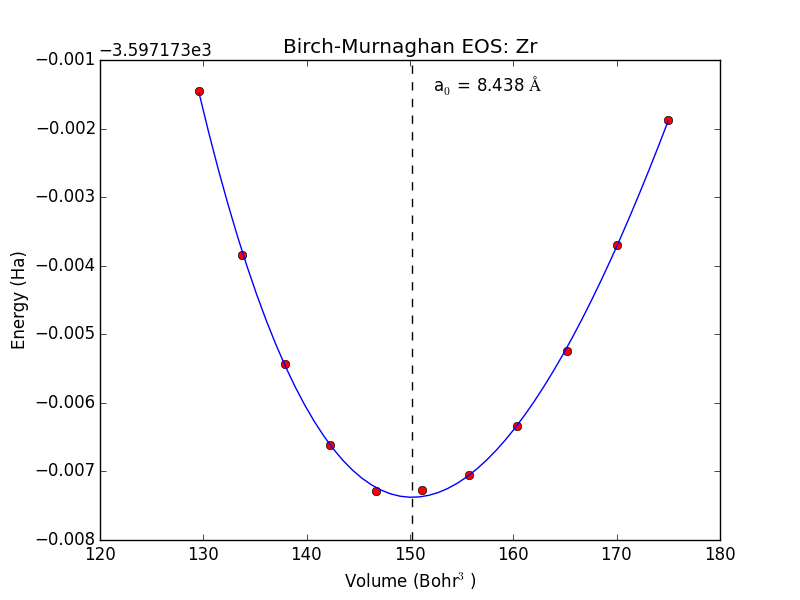 Birch-Murnaghan EOS: Zr
−3.597173e3
a₀ = 8.438 Å
−0.001
−0.002
−0.003
−0.004
−0.005
−0.006
−0.007
−0.008
Energy (Ha)
120 130 140 150 160 170 180
Volume (Bohr³ )